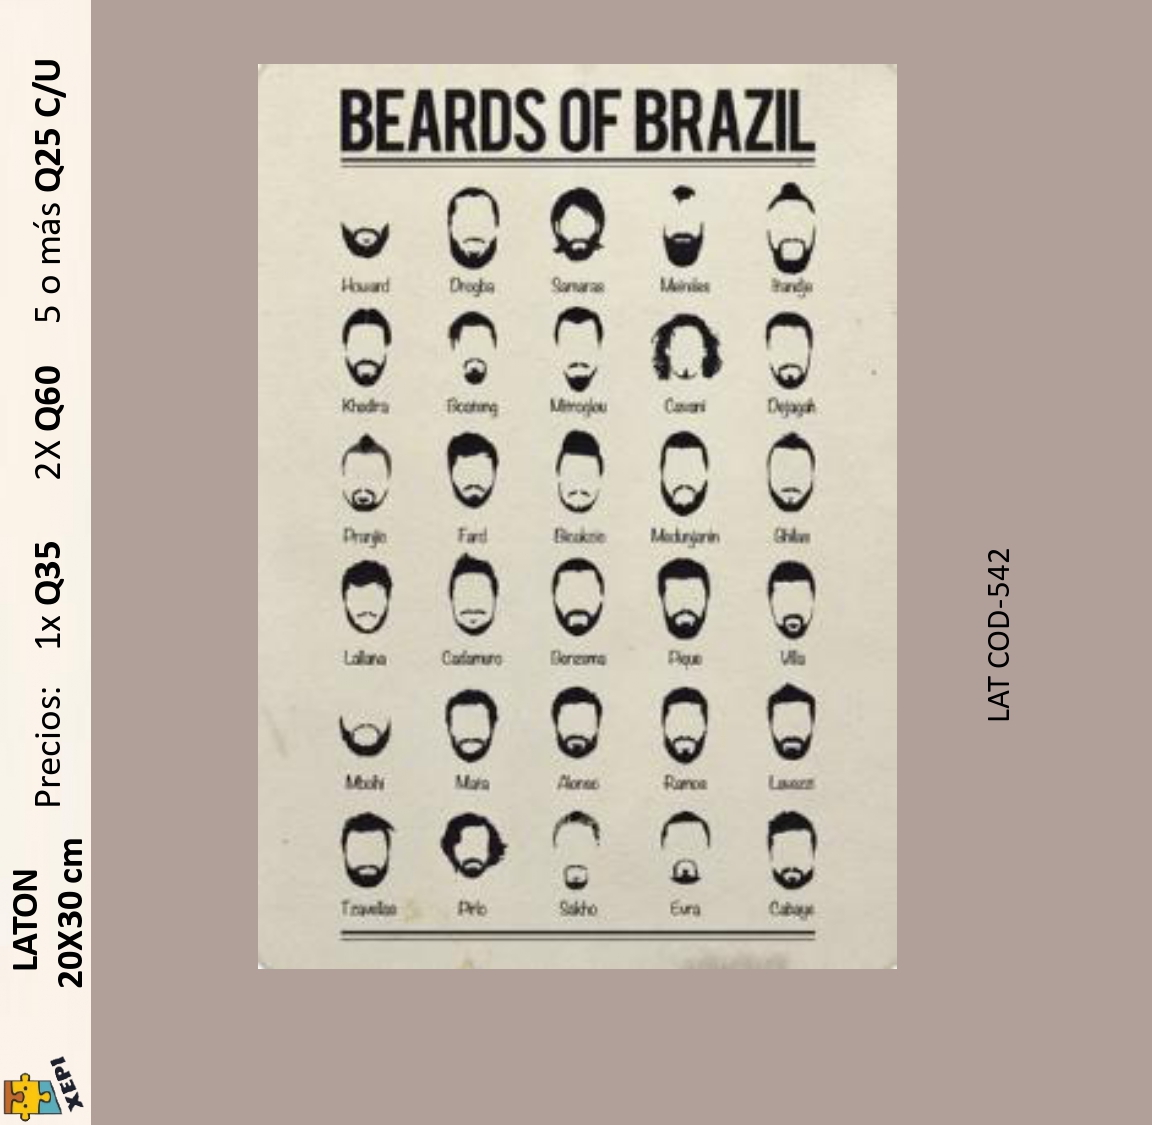 LATON
20X30 cm
Precios: 1x Q35 2X Q60 5 o más Q25 C/U
XEPI
BEARDS OF BRAZIL
Howard Drogba Samaras Meireles Itandje
Khedira Boateng Mitroglou Cavani Dejagah
Pranjic Fard Bicakcic Medunjanin Ghilas
Lallana Cadamuro Benzema Pique Villa
Mbolhi Mata Alonso Ramos Lavezzi
Tzavellas Pirlo Sakho Evra Cabaye
LAT COD-542